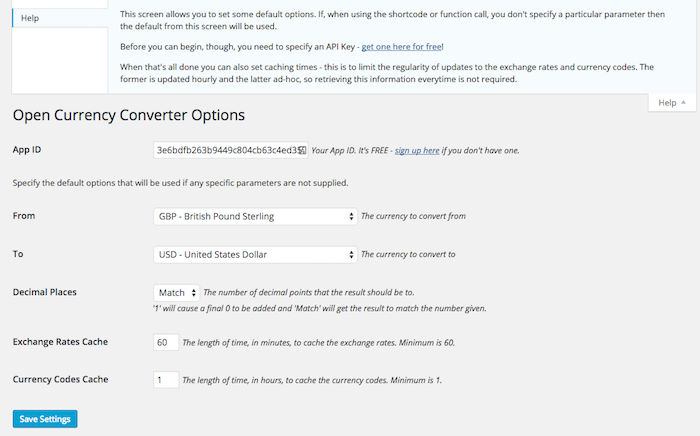 Help
This screen allows you to set some default options. If, when using the shortcode or function call, you don't specify a particular parameter then
the default from this screen will be used.
Before you can begin, though, you need to specify an API Key - get one here for free!
When that's all done you can also set caching times - this is to limit the regularity of updates to the exchange rates and currency codes. The
former is updated hourly and the latter ad-hoc, so retrieving this information everytime is not required.
Help
Open Currency Converter Options
App ID
Your App ID. It's FREE - sign up here if you don't have one.
Specify the default options that will be used if any specific parameters are not supplied.
From GBP - British Pound Sterling The currency to convert from
To USD - United States Dollar The currency to convert to
Decimal Places Match The number of decimal points that the result should be to.
'1' will cause a final 0 to be added and 'Match' will get the result to match the number given.
Exchange Rates Cache 60 The length of time, in minutes, to cache the exchange rates. Minimum is 60.
Currency Codes Cache 1 The length of time, in hours, to cache the currency codes. Minimum is 1.
Save Settings